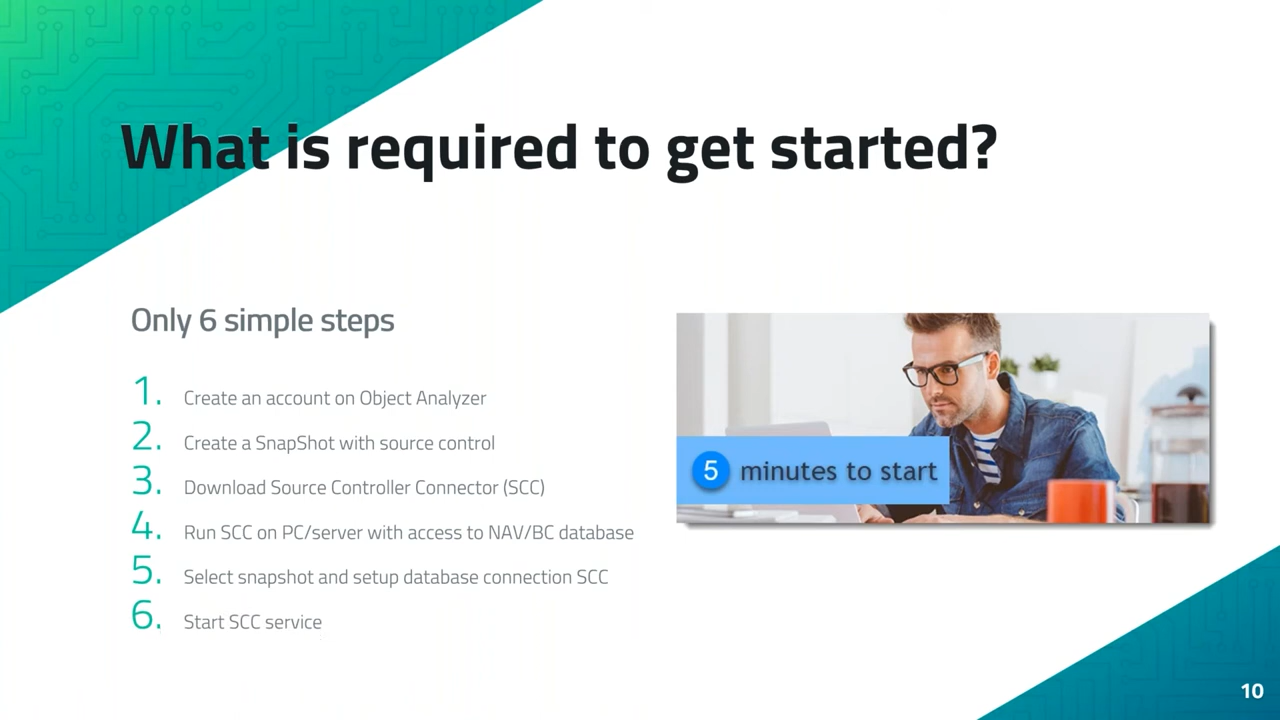 What is required to get started?
Only 6 simple steps
1. Create an account on Object Analyzer
2. Create a SnapShot with source control
3. Download Source Controller Connector (SCC)
4. Run SCC on PC/server with access to NAV/BC database
5. Select snapshot and setup database connection SCC
6. Start SCC service
5 minutes to start
10